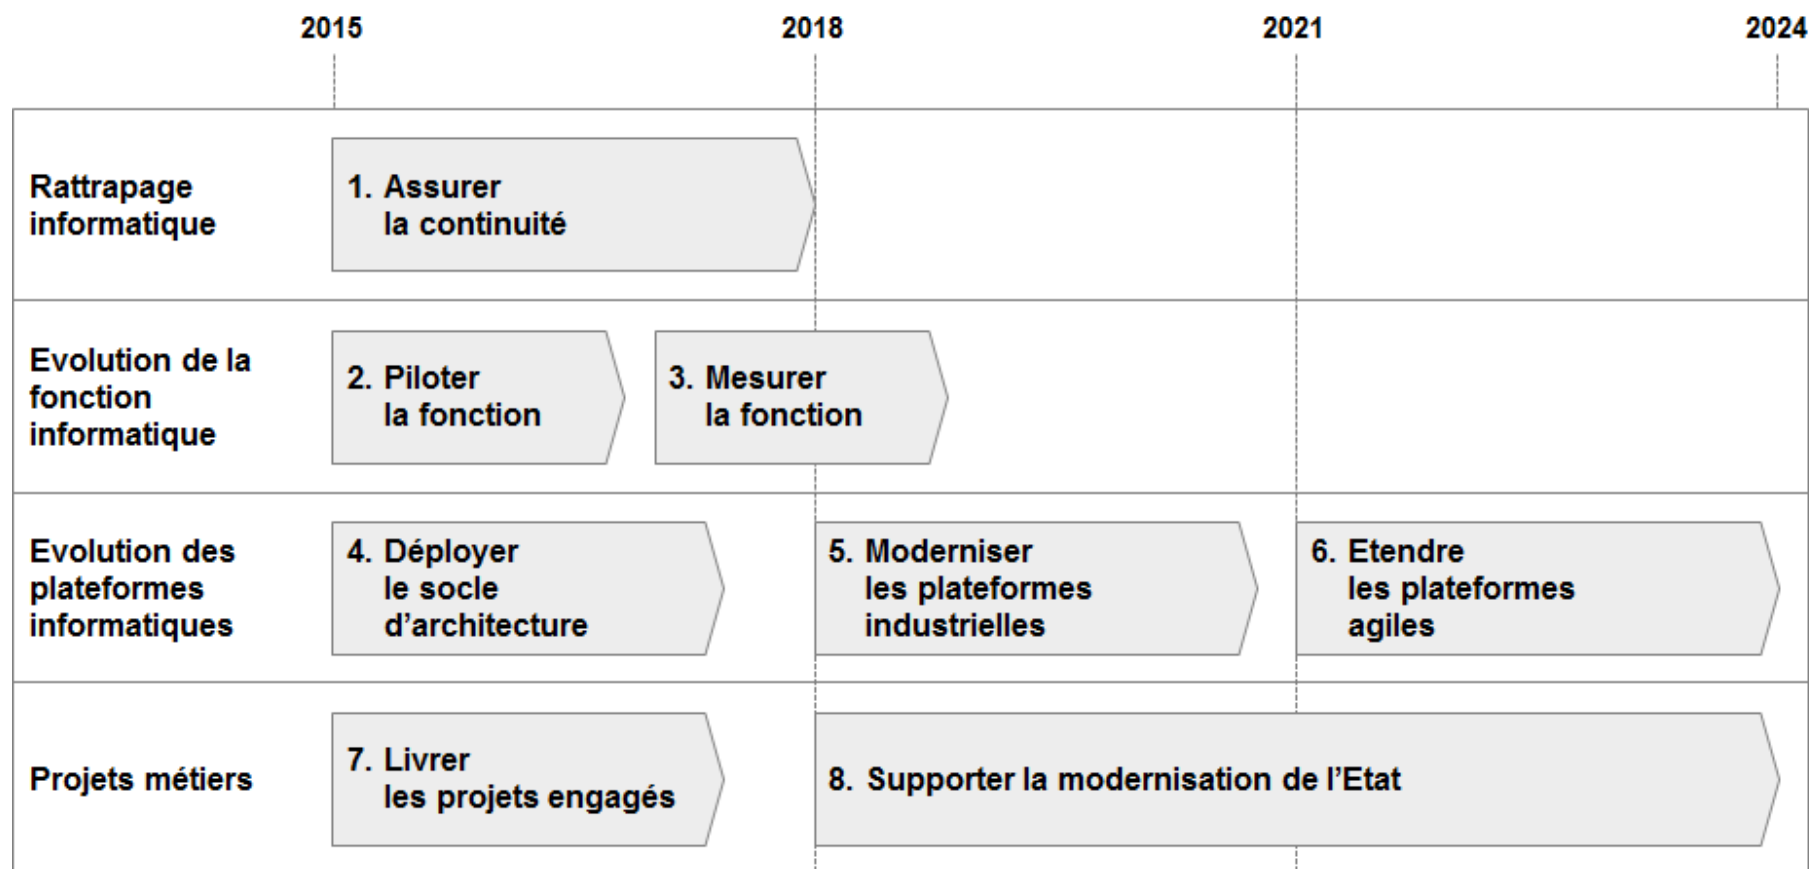 2015 2018 2021 2024
Rattrapage
informatique
1. Assurer
la continuité
Evolution de la
fonction
informatique
2. Piloter
la fonction
3. Mesurer
la fonction
Evolution des
plateformes
informatiques
4. Déployer
le socle
d’architecture
5. Moderniser
les plateformes
industrielles
6. Etendre
les plateformes
agiles
Projets métiers
7. Livrer
les projets engagés
8. Supporter la modernisation de l’Etat